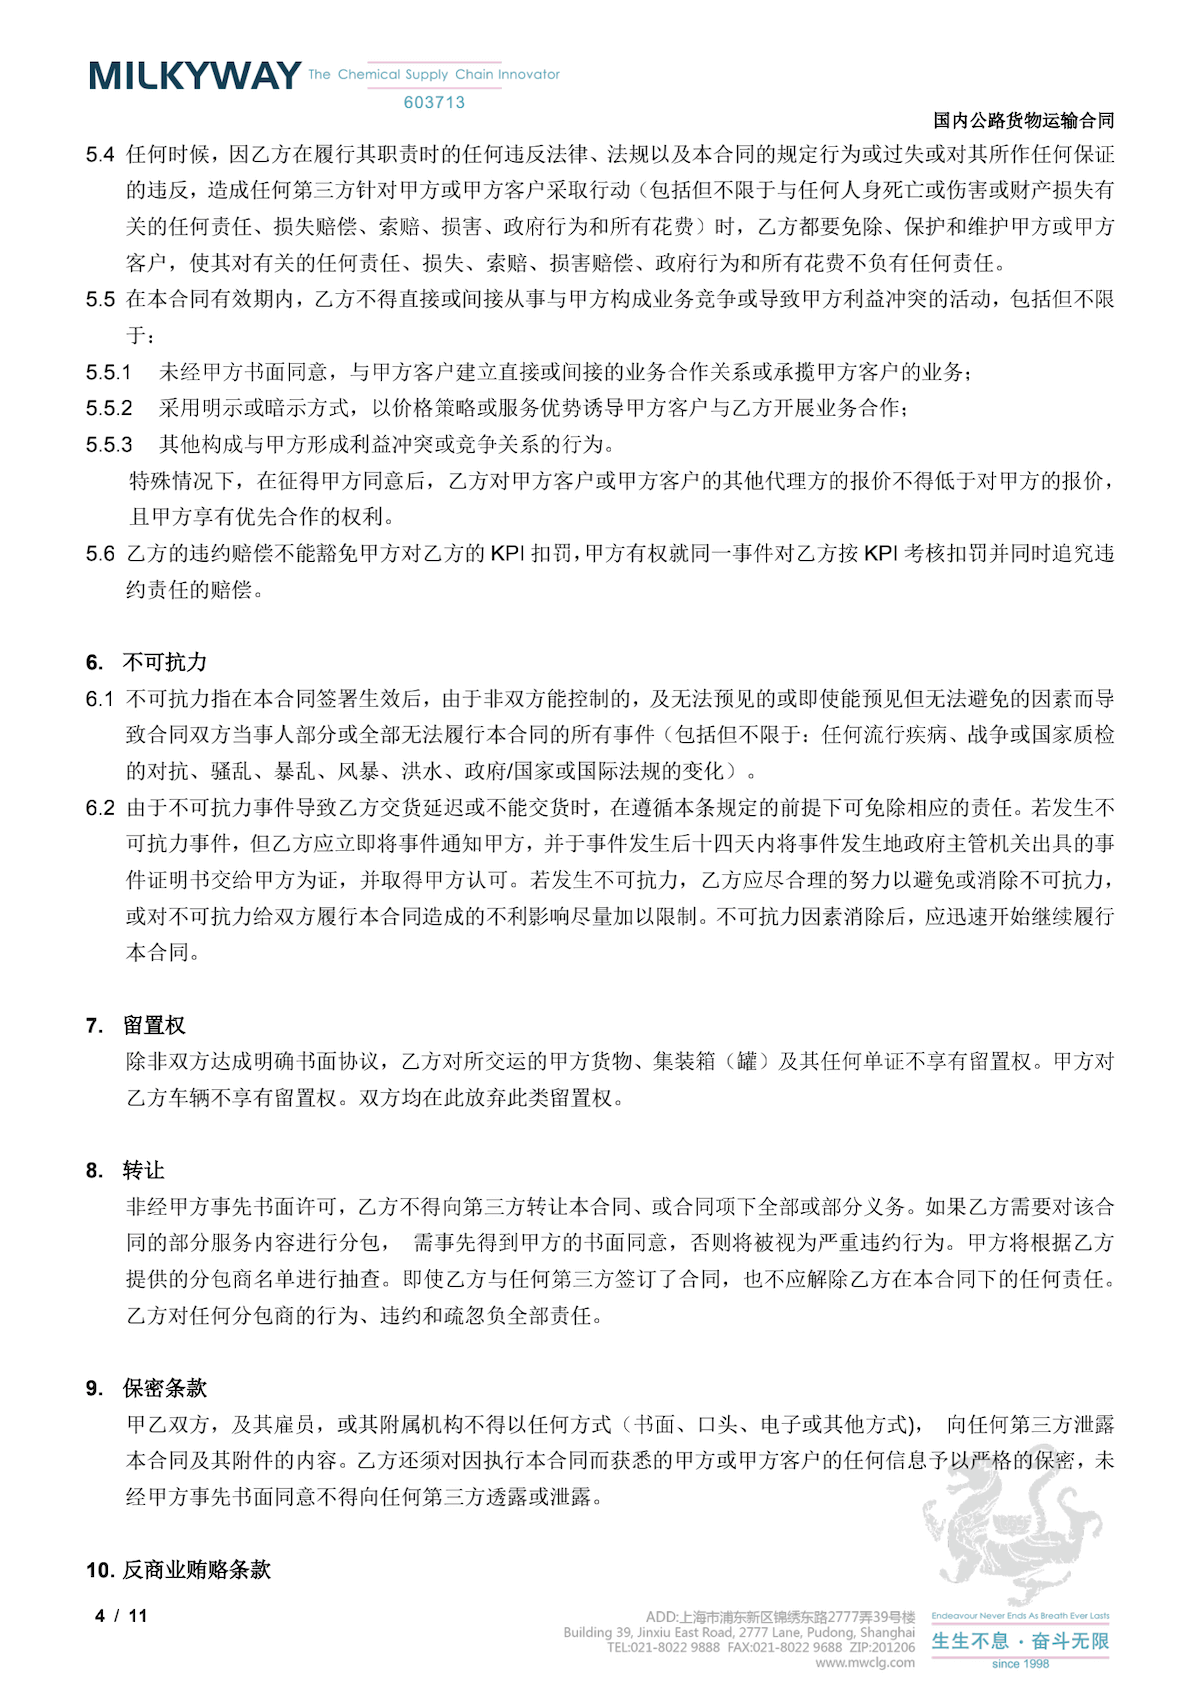 MILKYWAY The Chemical Supply Chain Innovator
603713
国内公路货物运输合同
5.4 任何时候，因乙方在履行其职责时的任何违反法律、法规以及本合同的规定行为或过失或对其所作任何保证
的违反，造成任何第三方针对甲方或甲方客户采取行动（包括但不限于与任何人身死亡或伤害或财产损失有
关的任何责任、损失赔偿、索赔、损害、政府行为和所有花费）时，乙方都要免除、保护和维护甲方或甲方
客户，使其对有关的任何责任、损失、索赔、损害赔偿、政府行为和所有花费不负有任何责任。
5.5 在本合同有效期内，乙方不得直接或间接从事与甲方构成业务竞争或导致甲方利益冲突的活动，包括但不限
于：
5.5.1 未经甲方书面同意，与甲方客户建立直接或间接的业务合作关系或承揽甲方客户的业务；
5.5.2 采用明示或暗示方式，以价格策略或服务优势诱导甲方客户与乙方开展业务合作；
5.5.3 其他构成与甲方形成利益冲突或竞争关系的行为。
特殊情况下，在征得甲方同意后，乙方对甲方客户或甲方客户的其他代理方的报价不得低于对甲方的报价，
且甲方享有优先合作的权利。
5.6 乙方的违约赔偿不能豁免甲方对乙方的 KPI 扣罚，甲方有权就同一事件对乙方按 KPI 考核扣罚并同时追究违
约责任的赔偿。
6. 不可抗力
6.1 不可抗力指在本合同签署生效后，由于非双方能控制的，及无法预见的或即使能预见但无法避免的因素而导
致合同双方当事人部分或全部无法履行本合同的所有事件（包括但不限于：任何流行疾病、战争或国家质检
的对抗、骚乱、暴乱、风暴、洪水、政府/国家或国际法规的变化）。
6.2 由于不可抗力事件导致乙方交货延迟或不能交货时，在遵循本条规定的前提下可免除相应的责任。若发生不
可抗力事件，但乙方应立即将事件通知甲方，并于事件发生后十四天内将事件发生地政府主管机关出具的事
件证明书交给甲方为证，并取得甲方认可。若发生不可抗力，乙方应尽合理的努力以避免或消除不可抗力，
或对不可抗力给双方履行本合同造成的不利影响尽量加以限制。不可抗力因素消除后，应迅速开始继续履行
本合同。
7. 留置权
除非双方达成明确书面协议，乙方对所交运的甲方货物、集装箱（罐）及其任何单证不享有留置权。甲方对
乙方车辆不享有留置权。双方均在此放弃此类留置权。
8. 转让
非经甲方事先书面许可，乙方不得向第三方转让本合同、或合同项下全部或部分义务。如果乙方需要对该合
同的部分服务内容进行分包， 需事先得到甲方的书面同意，否则将被视为严重违约行为。甲方将根据乙方
提供的分包商名单进行抽查。即使乙方与任何第三方签订了合同，也不应解除乙方在本合同下的任何责任。
乙方对任何分包商的行为、违约和疏忽负全部责任。
9. 保密条款
甲乙双方，及其雇员，或其附属机构不得以任何方式（书面、口头、电子或其他方式)， 向任何第三方泄露
本合同及其附件的内容。乙方还须对因执行本合同而获悉的甲方或甲方客户的任何信息予以严格的保密，未
经甲方事先书面同意不得向任何第三方透露或泄露。
10. 反商业贿赂条款
4 / 11
ADD:上海市浦东新区锦绣东路2777弄39号楼
Building 39, Jinxiu East Road, 2777 Lane, Pudong, Shanghai
TEL:021-8022 9888 FAX:021-8022 9688 ZIP:201206
www.mwclg.com
Endeavour Never Ends As Breath Ever Lasts
生生不息·奋斗无限
since 1998